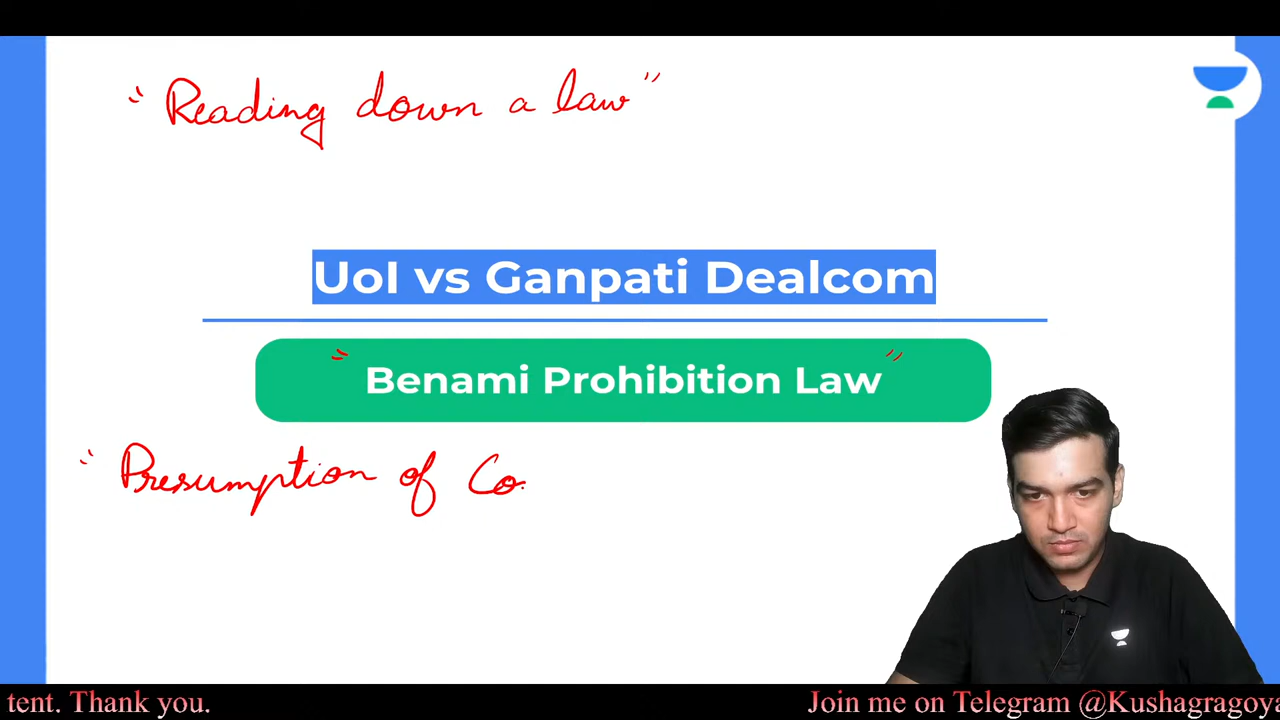 "Reading down a law"
UoI vs Ganpati Dealcom
"Benami Prohibition Law"
"Presumption of Co
tent. Thank you. Join me on Telegram @Kushagragoya